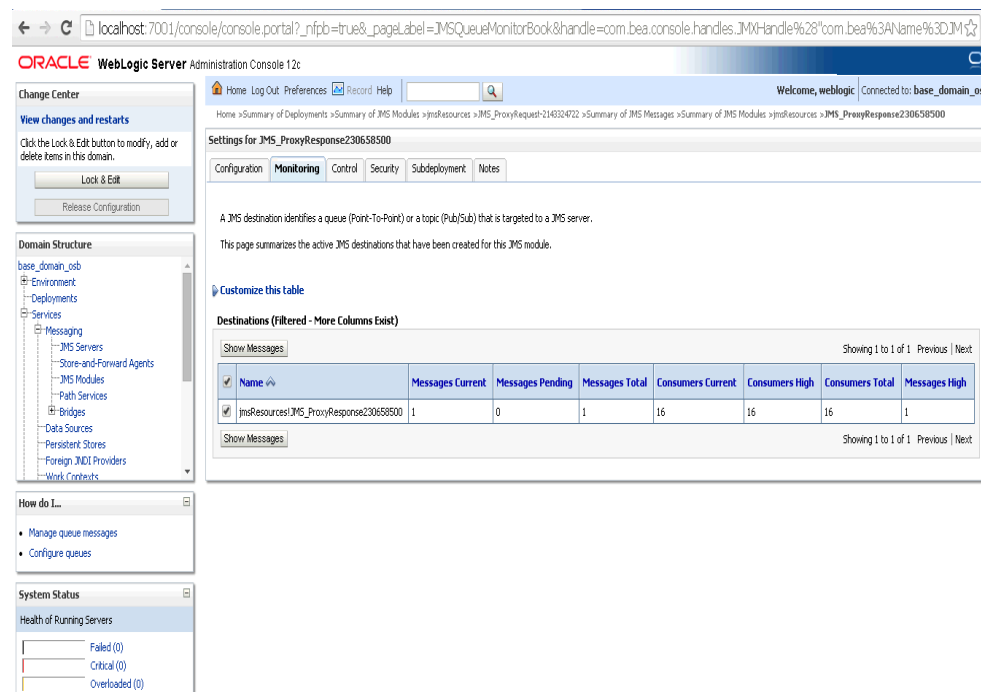 localhost:7001/console/console.portal?_nfpb=true&_pageLabel=JMSQueueMonitorBook&handle=com.bea.console.handles.JMXHandle%28"com.bea%3AName%3DJM
ORACLE WebLogic Server Administration Console 12c
Change Center
View changes and restarts
Click the Lock & Edit button to modify, add or
delete items in this domain.
Lock & Edit
Release Configuration
Domain Structure
base_domain_osb
Environment
Deployments
Services
Messaging
JMS Servers
Store-and-Forward Agents
JMS Modules
Path Services
Bridges
Data Sources
Persistent Stores
Foreign JNDI Providers
Work Contexts
How do I...
Manage queue messages
Configure queues
System Status
Health of Running Servers
Failed (0)
Critical (0)
Overloaded (0)
Home Log Out Preferences Record Help
Welcome, weblogic Connected to: base_domain_os
Home >Summary of Deployments >Summary of JMS Modules >jmsResources >JMS_ProxyRequest-2143324722 >Summary of JMS Messages >Summary of JMS Modules >jmsResources >JMS_ProxyResponse230658500
Settings for JMS_ProxyResponse230658500
Configuration Monitoring Control Security Subdeployment Notes
A JMS destination identifies a queue (Point-To-Point) or a topic (Pub/Sub) that is targeted to a JMS server.
This page summarizes the active JMS destinations that have been created for this JMS module.
Customize this table
Destinations (Filtered - More Columns Exist)
Show Messages Showing 1 to 1 of 1 Previous | Next
Name Messages Current Messages Pending Messages Total Consumers Current Consumers High Consumers Total Messages High
jmsResources!JMS_ProxyResponse230658500 1 0 1 16 16 16 1
Show Messages Showing 1 to 1 of 1 Previous | Next